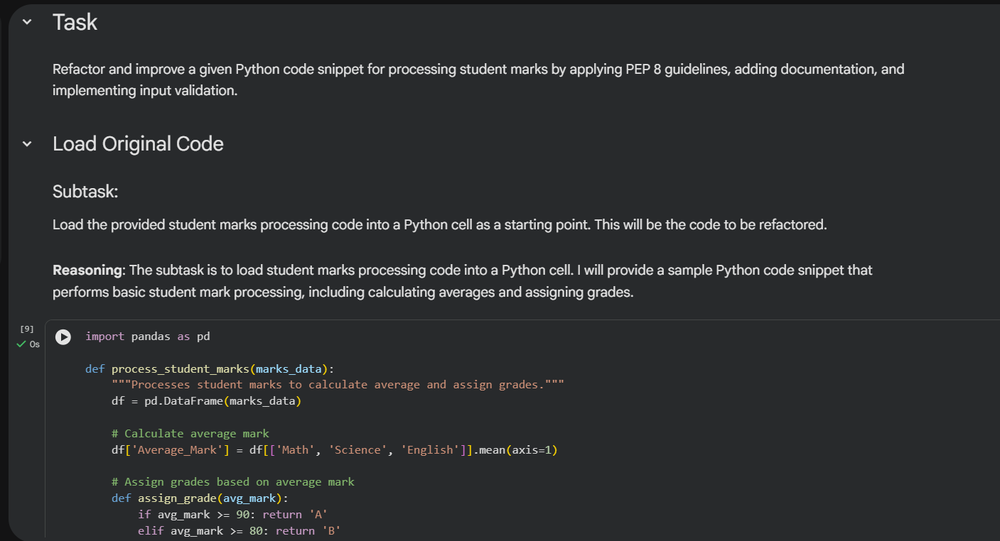 Task
Refactor and improve a given Python code snippet for processing student marks by applying PEP 8 guidelines, adding documentation, and
implementing input validation.
Load Original Code
Subtask:
Load the provided student marks processing code into a Python cell as a starting point. This will be the code to be refactored.
Reasoning: The subtask is to load student marks processing code into a Python cell. I will provide a sample Python code snippet that
performs basic student mark processing, including calculating averages and assigning grades.
[9]
0s
import pandas as pd
def process_student_marks(marks_data):
    """Processes student marks to calculate average and assign grades."""
    df = pd.DataFrame(marks_data)
    # Calculate average mark
    df['Average_Mark'] = df[['Math', 'Science', 'English']].mean(axis=1)
    # Assign grades based on average mark
    def assign_grade(avg_mark):
        if avg_mark >= 90: return 'A'
        elif avg_mark >= 80: return 'B'